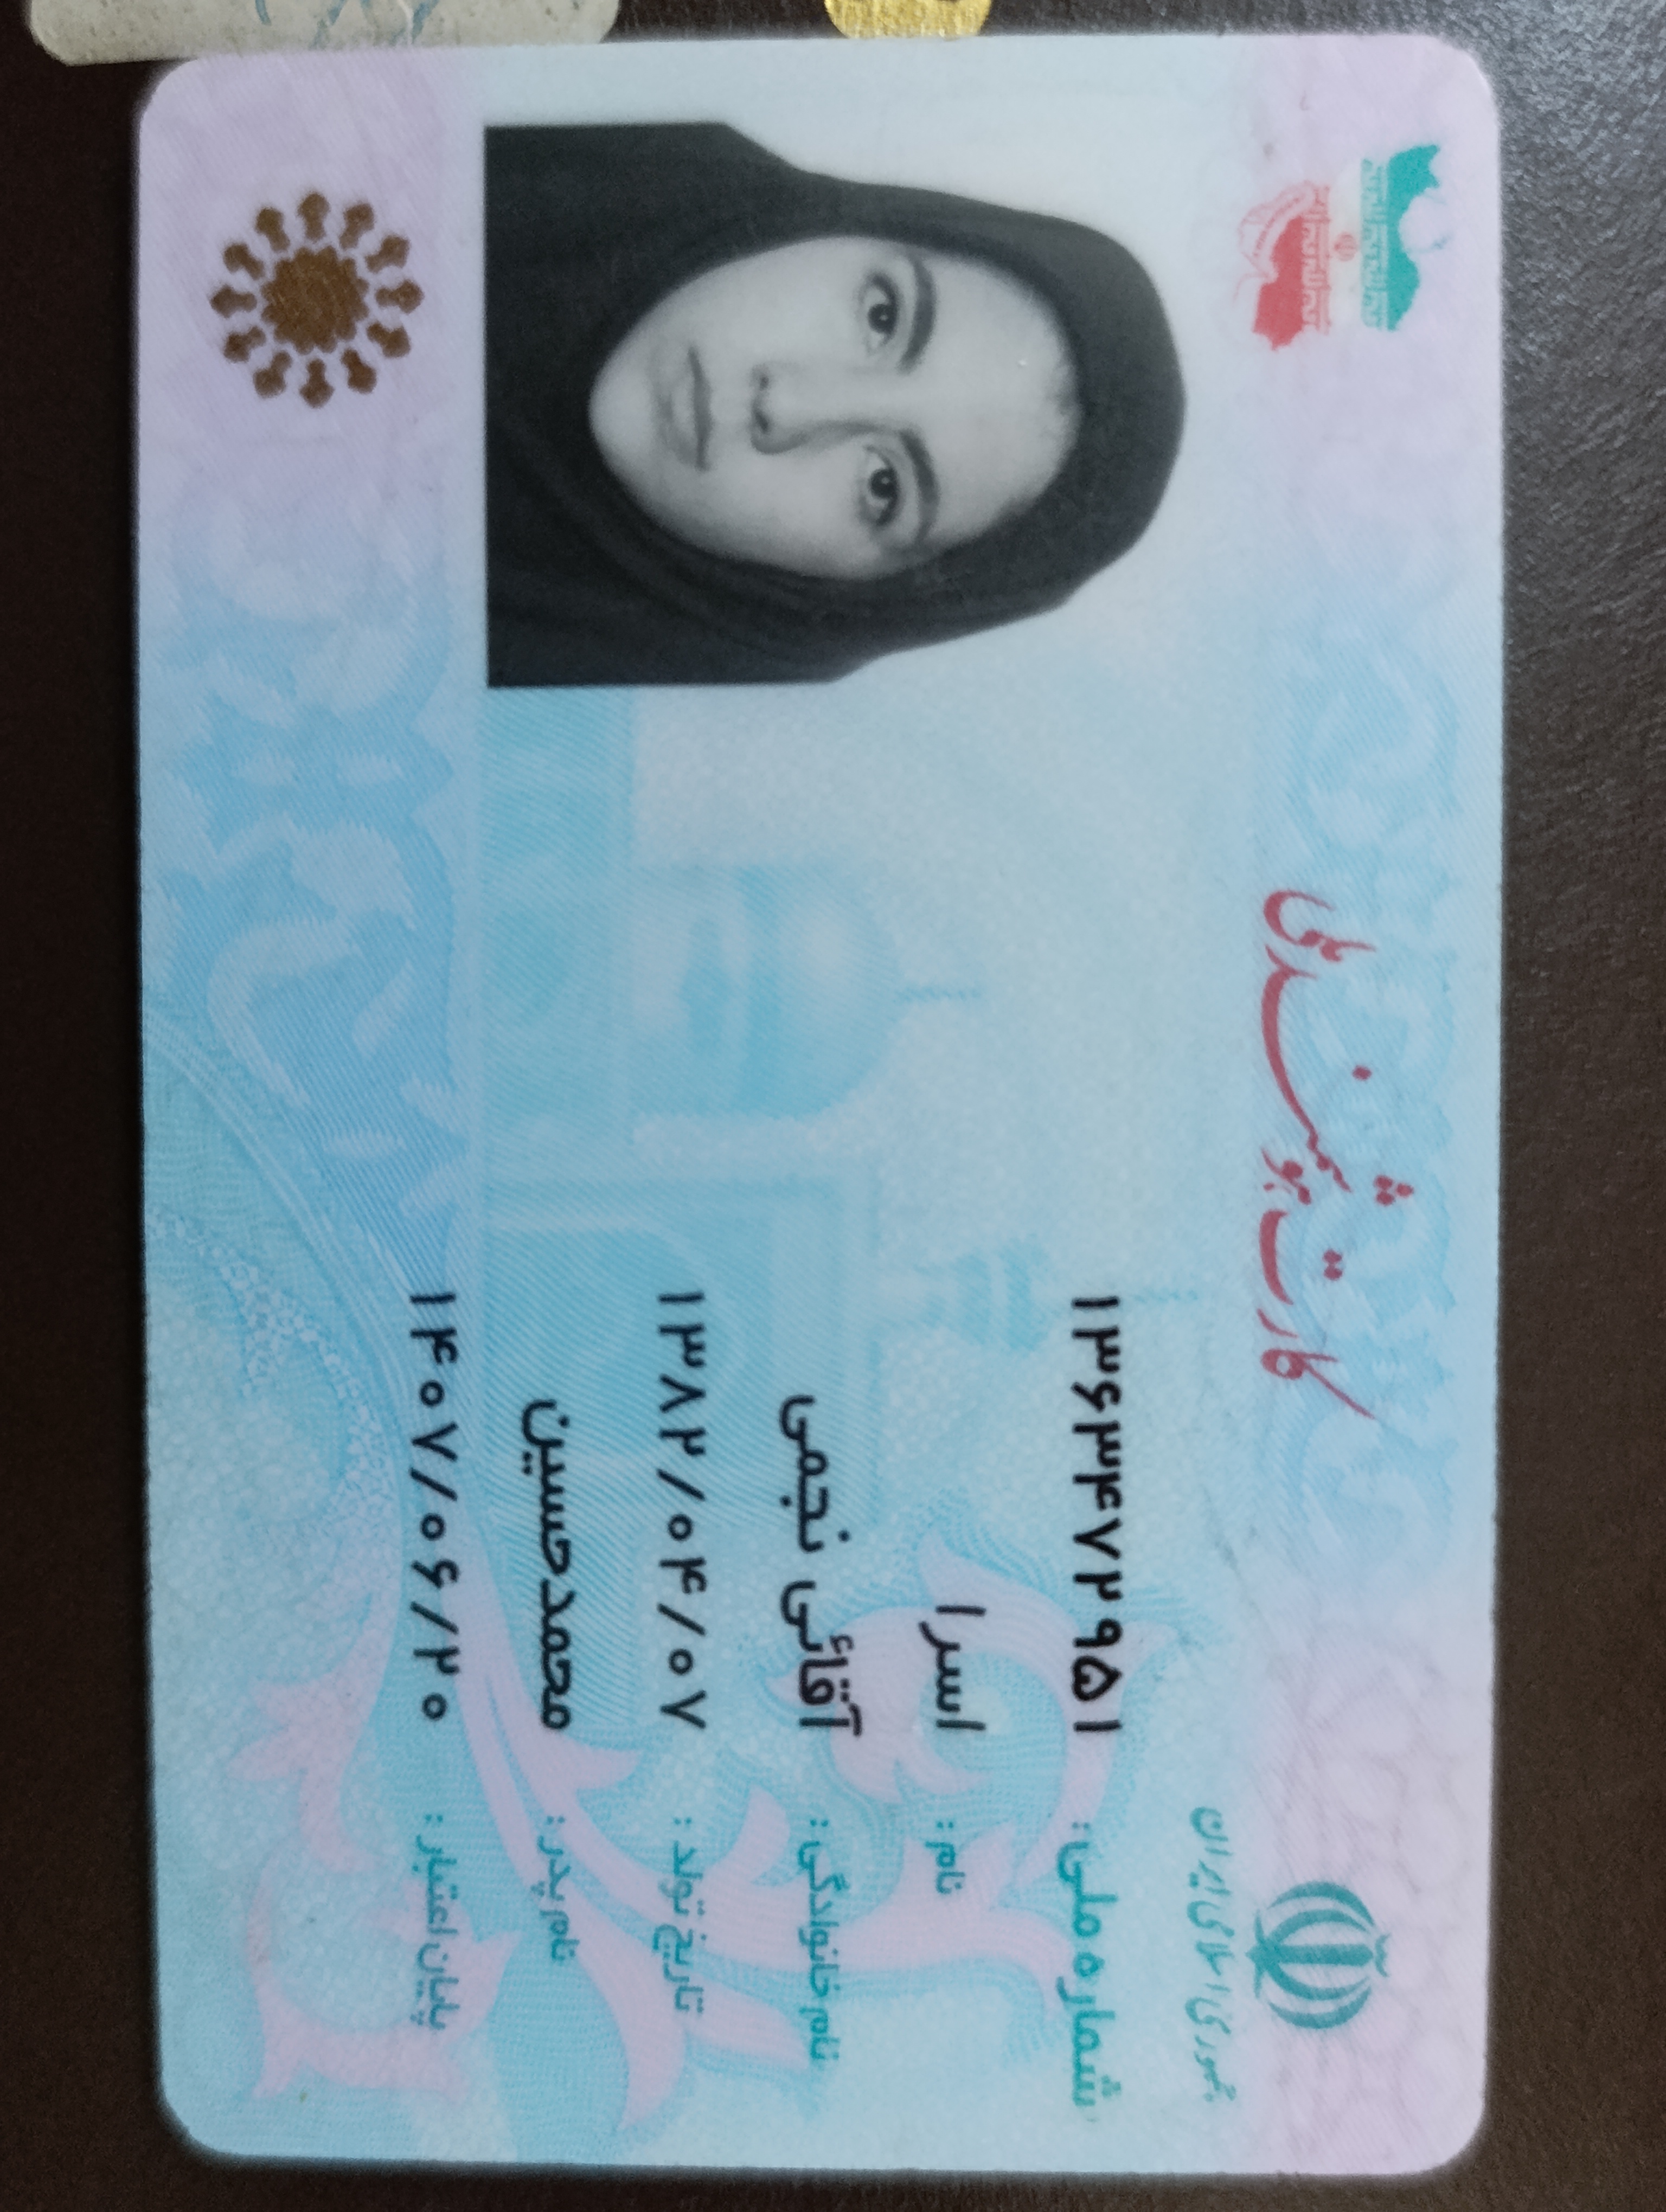 کارت هوشمند ملی
جمهوری اسلامی ایران
شماره ملی: ۱۳۶۳۴۷۲۹۵۱
نام: اسرا
نام خانوادگی: آقائی نجمی
تاریخ تولد: ۱۳۸۲/۰۴/۰۷
نام پدر: محمدحسین
پایان اعتبار: ۱۴۰۷/۰۶/۲۰